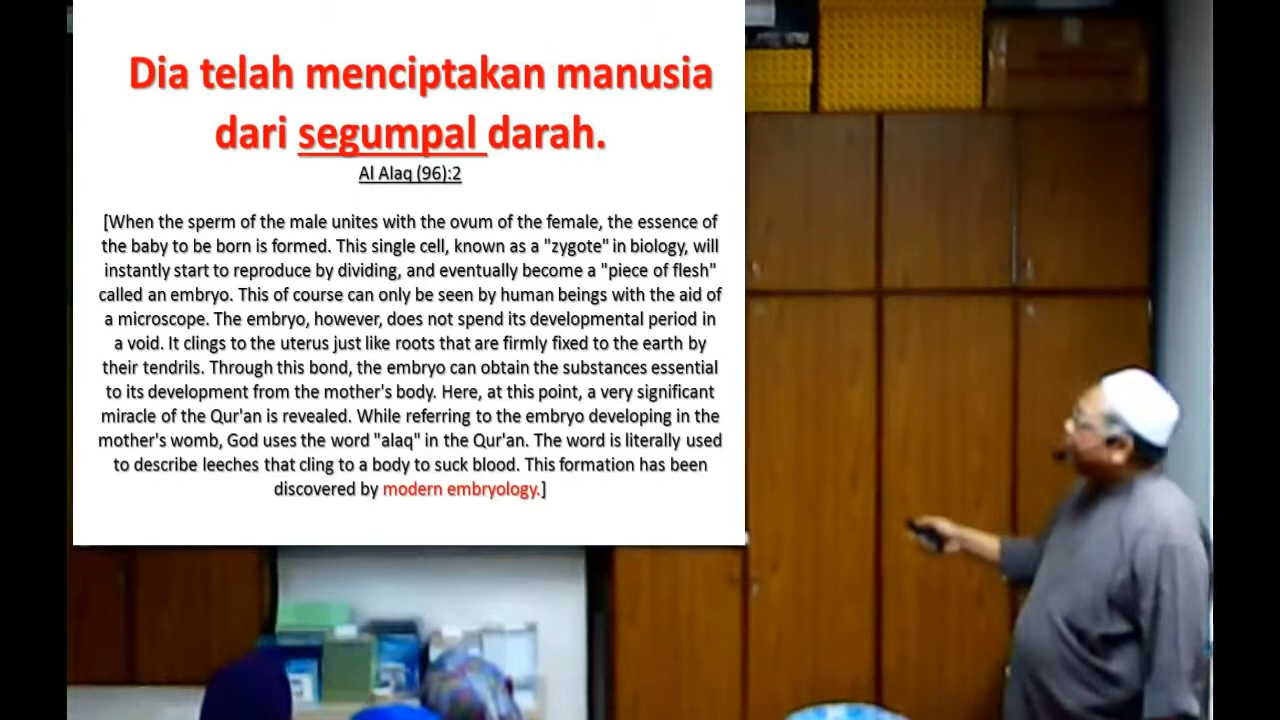 Dia telah menciptakan manusia
dari segumpal darah.
Al Alaq (96):2
[When the sperm of the male unites with the ovum of the female, the essence of
the baby to be born is formed. This single cell, known as a "zygote" in biology, will
instantly start to reproduce by dividing, and eventually become a "piece of flesh"
called an embryo. This of course can only be seen by human beings with the aid of
a microscope. The embryo, however, does not spend its developmental period in
a void. It clings to the uterus just like roots that are firmly fixed to the earth by
their tendrils. Through this bond, the embryo can obtain the substances essential
to its development from the mother's body. Here, at this point, a very significant
miracle of the Qur'an is revealed. While referring to the embryo developing in the
mother's womb, God uses the word "alaq" in the Qur'an. The word is literally used
to describe leeches that cling to a body to suck blood. This formation has been
discovered by modern embryology.]